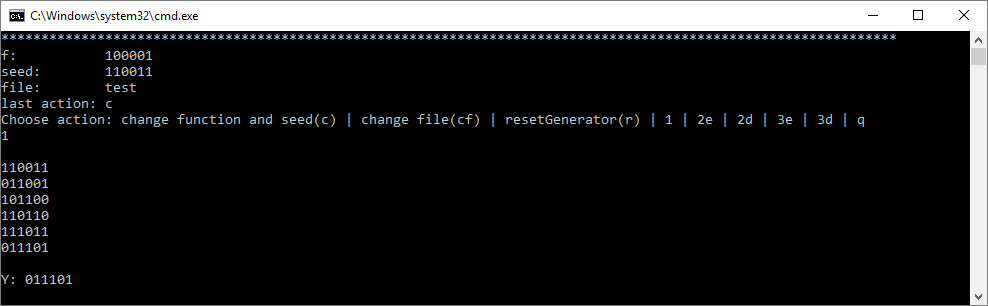 C:\Windows\system32\cmd.exe
****************************************************************************************************************
f: 100001
seed: 110011
file: test
last action: c
Choose action: change function and seed(c) | change file(cf) | resetGenerator(r) | 1 | 2e | 2d | 3e | 3d | q
1
110011
011001
101100
110110
111011
011101
Y: 011101